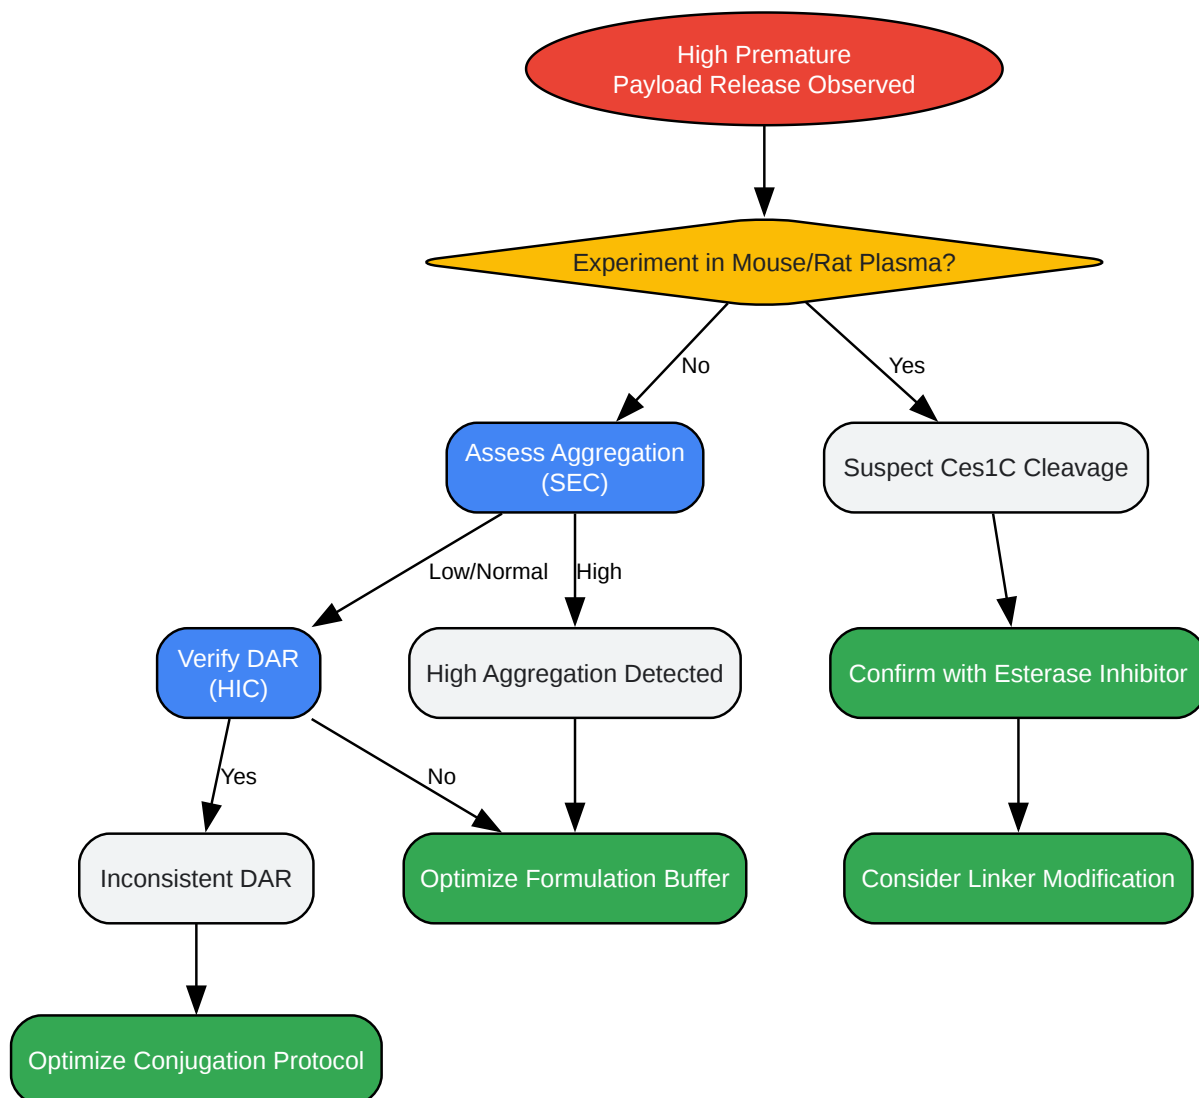 High Premature
Payload Release Observed
Experiment in Mouse/Rat Plasma?
No
Yes
Assess Aggregation
(SEC)
Suspect Ces1C Cleavage
Low/Normal
High
Verify DAR
(HIC)
High Aggregation Detected
Confirm with Esterase Inhibitor
Yes
No
Inconsistent DAR
Optimize Formulation Buffer
Consider Linker Modification
Optimize Conjugation Protocol